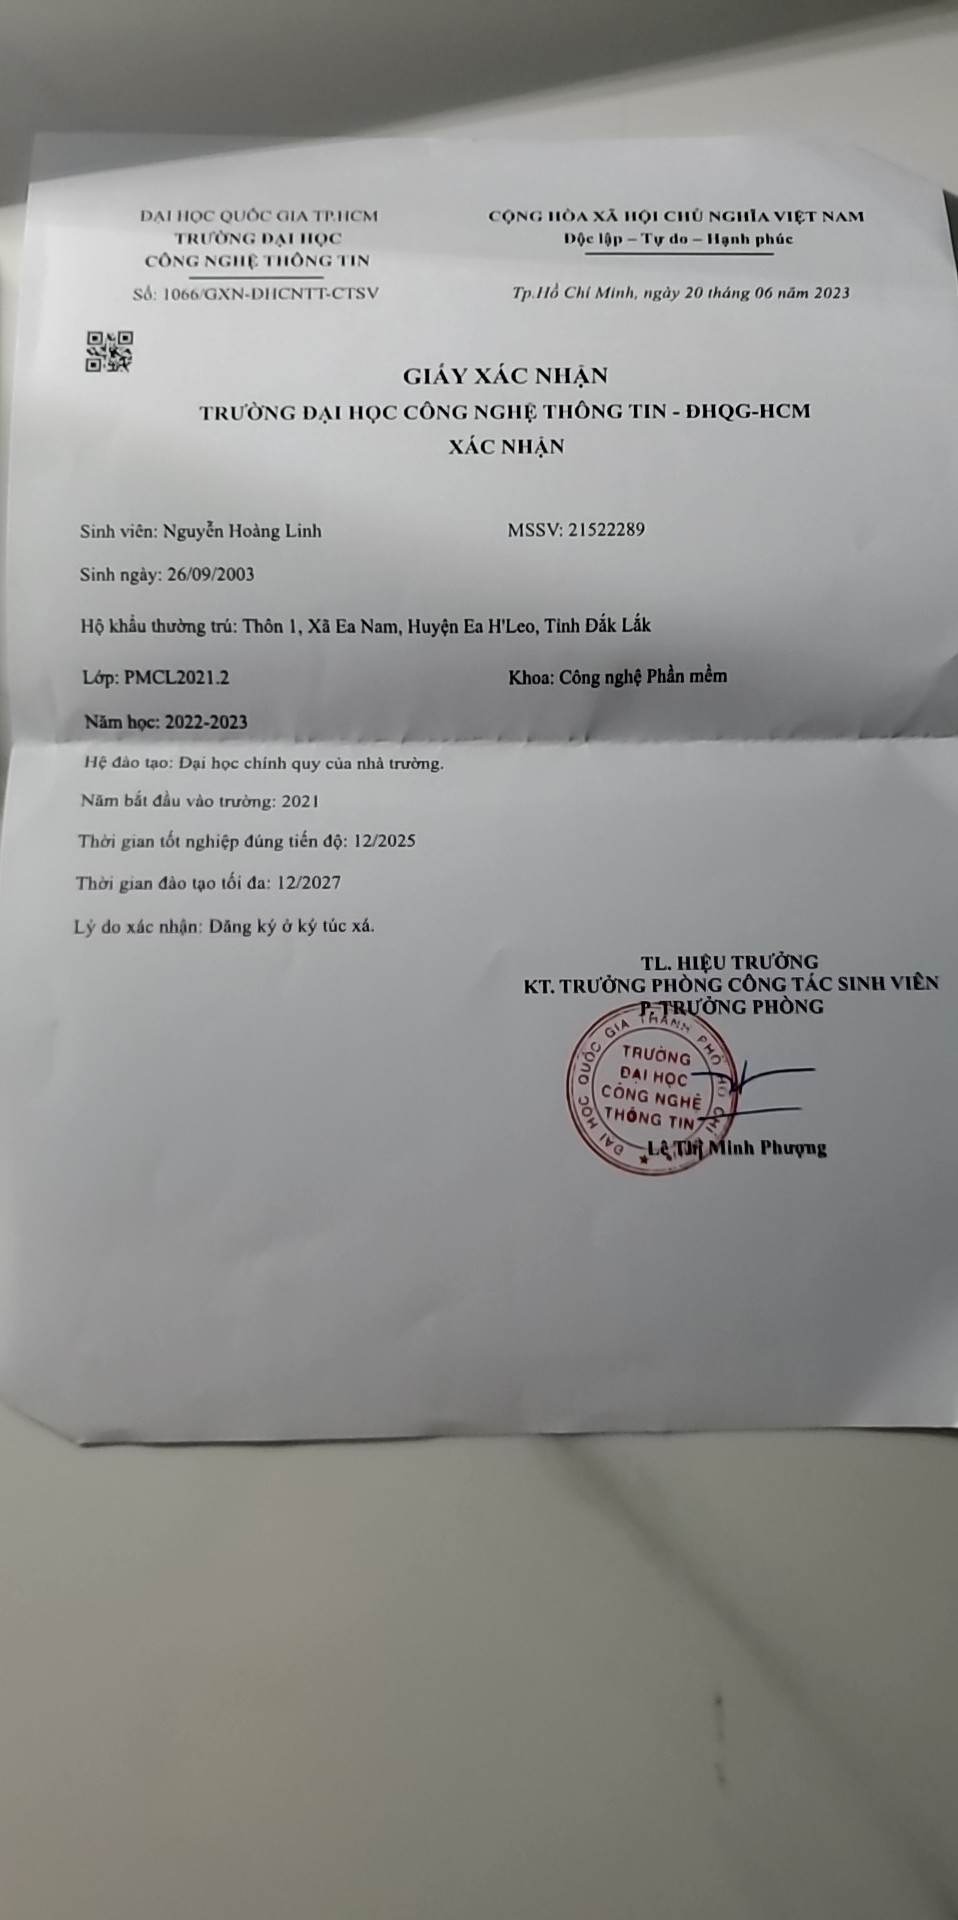 ĐẠI HỌC QUỐC GIA TP.HCM
TRƯỜNG ĐẠI HỌC
CÔNG NGHỆ THÔNG TIN
Số: 1066/GXN-ĐHCNTT-CTSV
CỘNG HÒA XÃ HỘI CHỦ NGHĨA VIỆT NAM
Độc lập – Tự do – Hạnh phúc
Tp.Hồ Chí Minh, ngày 20 tháng 06 năm 2023
GIẤY XÁC NHẬN
TRƯỜNG ĐẠI HỌC CÔNG NGHỆ THÔNG TIN - ĐHQG-HCM
XÁC NHẬN
Sinh viên: Nguyễn Hoàng Linh MSSV: 21522289
Sinh ngày: 26/09/2003
Hộ khẩu thường trú: Thôn 1, Xã Ea Nam, Huyện Ea H'Leo, Tỉnh Đắk Lắk
Lớp: PMCL2021.2 Khoa: Công nghệ Phần mềm
Năm học: 2022-2023
Hệ đào tạo: Đại học chính quy của nhà trường.
Năm bắt đầu vào trường: 2021
Thời gian tốt nghiệp đúng tiến độ: 12/2025
Thời gian đào tạo tối đa: 12/2027
Lý do xác nhận: Đăng ký ở ký túc xá.
TL. HIỆU TRƯỞNG
KT. TRƯỞNG PHÒNG CÔNG TÁC SINH VIÊN
P. TRƯỞNG PHÒNG
ĐẠI HỌC QUỐC GIA THÀNH PHỐ HỒ CHÍ MINH
TRƯỜNG
ĐẠI HỌC
CÔNG NGHỆ
THÔNG TIN
Lê Thị Minh Phượng